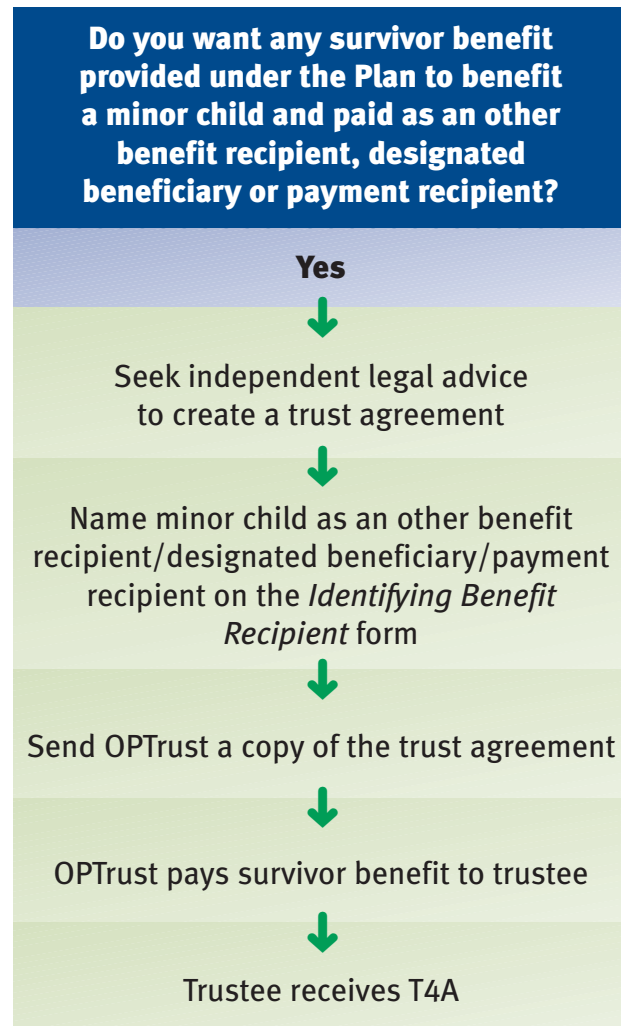 Do you want any survivor benefit
provided under the Plan to benefit
a minor child and paid as an other
benefit recipient, designated
beneficiary or payment recipient?
Yes
Seek independent legal advice
to create a trust agreement
Name minor child as an other benefit
recipient/designated beneficiary/payment
recipient on the Identifying Benefit
Recipient form
Send OPTrust a copy of the trust agreement
OPTrust pays survivor benefit to trustee
Trustee receives T4A